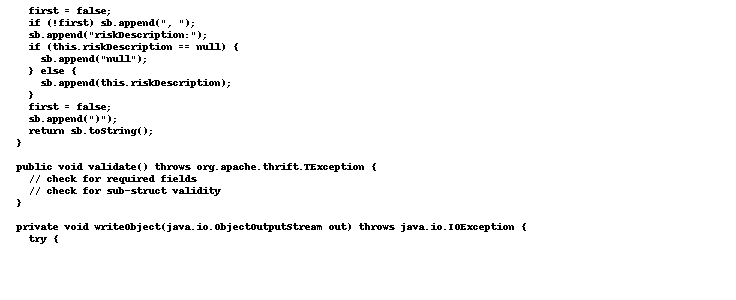 first = false;
if (!first) sb.append(", ");
sb.append("riskDescription:");
if (this.riskDescription == null) {
sb.append("null");
} else {
sb.append(this.riskDescription);
}
first = false;
sb.append(")");
return sb.toString();
}
public void validate() throws org.apache.thrift.TException {
// check for required fields
// check for sub-struct validity
}
private void writeObject(java.io.ObjectOutputStream out) throws java.io.IOException {
try {